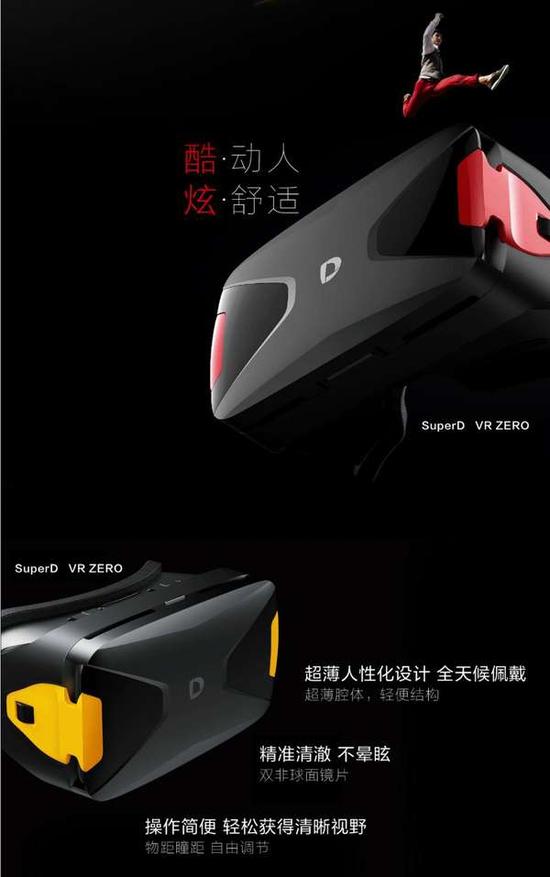 酷·动人
炫·舒适
D
SuperD VR ZERO
SuperD VR ZERO
D
超薄人性化设计 全天候佩戴
超薄腔体，轻便结构
精准清澈 不晕眩
双非球面镜片
操作简便 轻松获得清晰视野
物距瞳距 自由调节